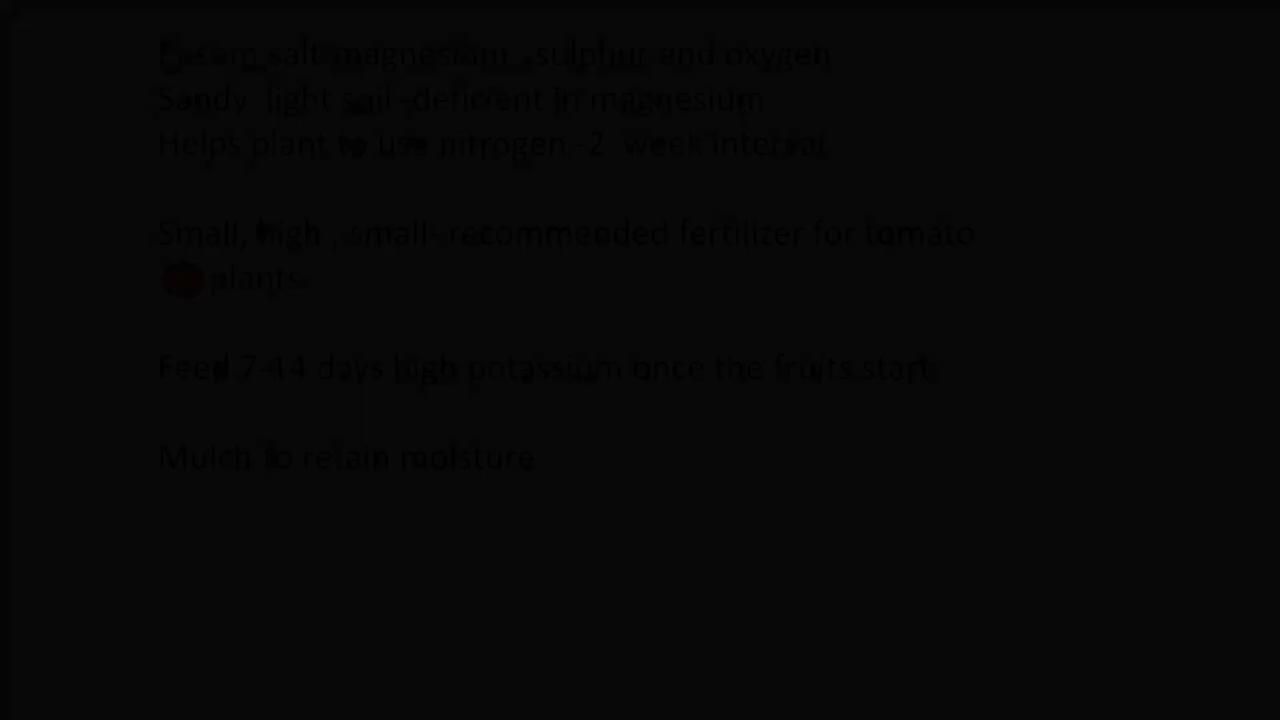 Epsom salt magnesium , sulphur and oxygen
Sandy light soil -deficient in magnesium
Helps plant to use nitrogen -2 week interval
Small, high , small- recommended fertilizer for tomato
plants
Feed 7-14 days high potassium once the fruits start
Mulch to retain moisture